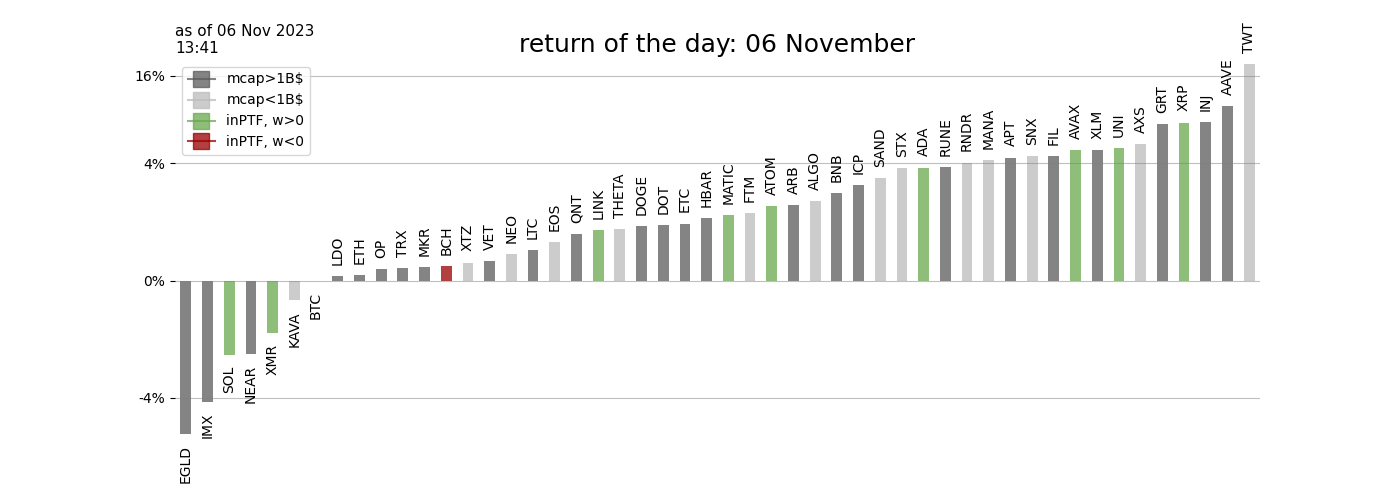 as of 06 Nov 2023
13:41
return of the day: 06 November
mcap>1B$
mcap<1B$
inPTF, w>0
inPTF, w<0
16%
4%
0%
-4%
EGLD
IMX
SOL
NEAR
XMR
KAVA
BTC
LDO
ETH
OP
TRX
MKR
BCH
XTZ
VET
NEO
LTC
EOS
QNT
LINK
THETA
DOGE
DOT
ETC
HBAR
MATIC
FTM
ATOM
ARB
ALGO
BNB
ICP
SAND
STX
ADA
RUNE
RNDR
MANA
APT
SNX
FIL
AVAX
XLM
UNI
AXS
GRT
XRP
INJ
AAVE
TWT